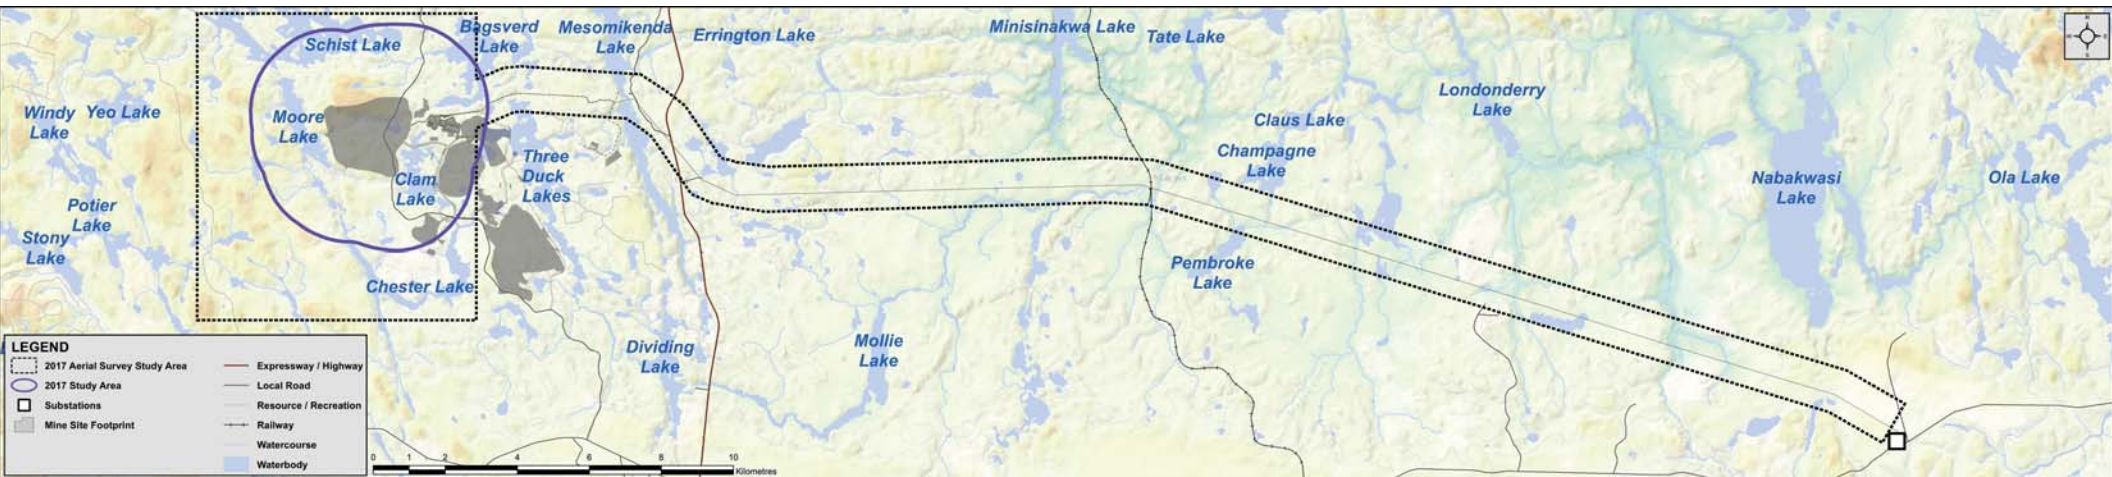 Schist Lake
Bagsverd
Lake
Mesomikenda
Lake
Errington Lake
Minisinakwa Lake
Tate Lake
Windy
Lake
Yeo Lake
Moore
Lake
Londonderry
Lake
Claus Lake
Champagne
Lake
Three
Duck
Lakes
Clam
Lake
Nabakwasi
Lake
Ola Lake
Potier
Lake
Stony
Lake
Chester Lake
Pembroke
Lake
Dividing
Lake
Mollie
Lake
LEGEND
2017 Aerial Survey Study Area
2017 Study Area
Substations
Mine Site Footprint
Expressway / Highway
Local Road
Resource / Recreation
Railway
Watercourse
Waterbody
0 1 2 4 6 8 10
Kilometres